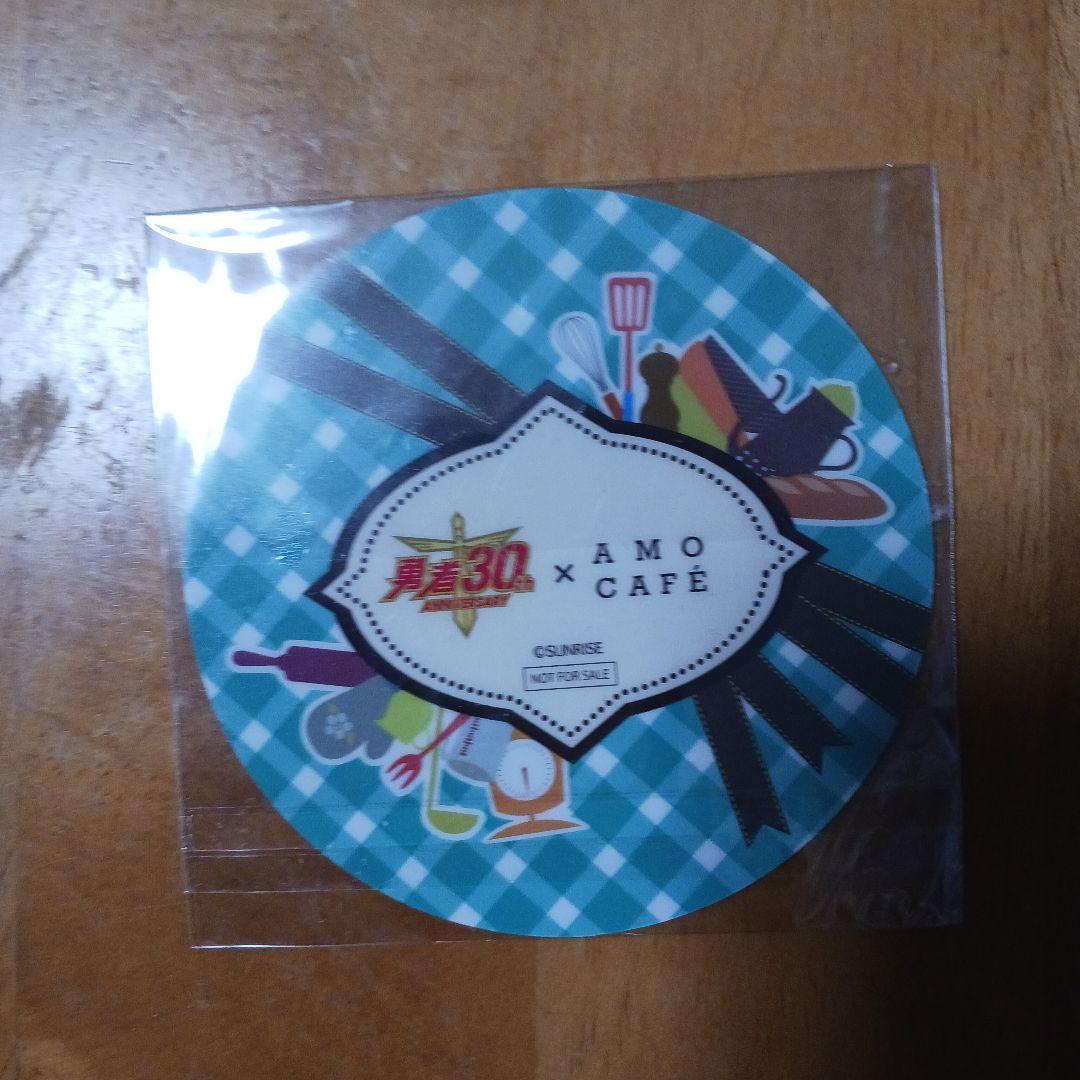 勇者30th
ANNIVERSARY
×
AMO
CAFÉ
©SUNRISE
NOT FOR SALE